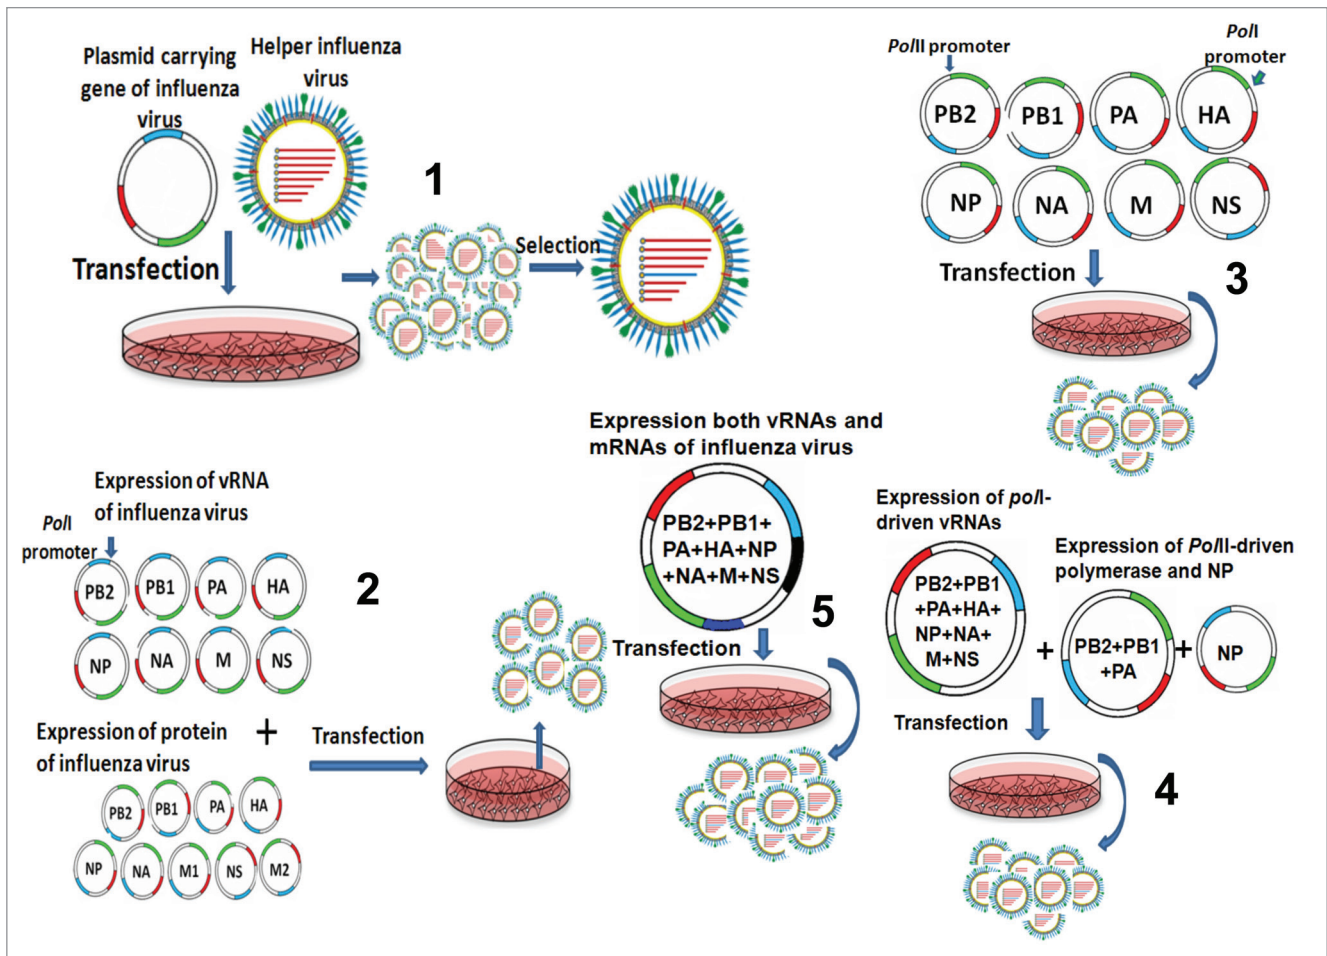 Plasmid carrying
gene of influenza
virus
Helper influenza
virus
1
Transfection
Selection
PolII promoter
PolI
promoter
PB2
PB1
PA
HA
NP
NA
M
NS
Transfection
3
Expression of vRNA
of influenza virus
PolI
promoter
PB2
PB1
PA
HA
2
NP
NA
M
NS
Expression of protein
of influenza virus
+
Transfection
PB2
PB1
PA
HA
NP
NA
M1
NS
M2
Expression both vRNAs and
mRNAs of influenza virus
PB2+PB1+
PA+HA+NP
+NA+M+NS
5
Transfection
Expression of polI-
driven vRNAs
PB2+PB1
+PA+HA+
NP+NA+
M+NS
+
Expression of PolII-driven
polymerase and NP
PB2+PB1
+PA
+
NP
Transfection
4